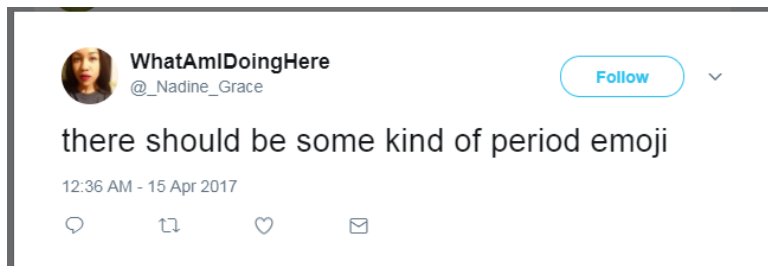 WhatAmIDoingHere
@_Nadine_Grace
Follow
there should be some kind of period emoji
12:36 AM - 15 Apr 2017